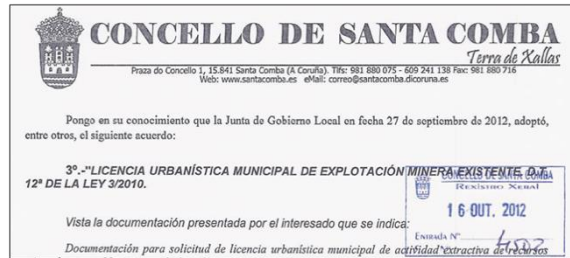 CONCELLO DE SANTA COMBA
Terra de Xallas
Praza do Concello 1, 15.841 Santa Comba (A Coruña). Tlfs: 981 880 075 - 609 241 138 Fax: 981 880 716
Web: www.santacomba.es eMail: correo@santacomba.dicoruna.es
Pongo en su conocimiento que la Junta de Gobierno Local en fecha 27 de septiembre de 2012, adoptó,
entre otros, el siguiente acuerdo:
3º.-"LICENCIA URBANÍSTICA MUNICIPAL DE EXPLOTACIÓN MINERA EXISTENTE. D.T.
12ª DE LA LEY 3/2010.
CONCELLO DE SANTA COMBA
REXISTRO XERAL
16 OUT. 2012
Vista la documentación presentada por el interesado que se indica:
ENTRADA Nº 4502
Documentación para solicitud de licencia urbanística municipal de actividad extractiva de recursos